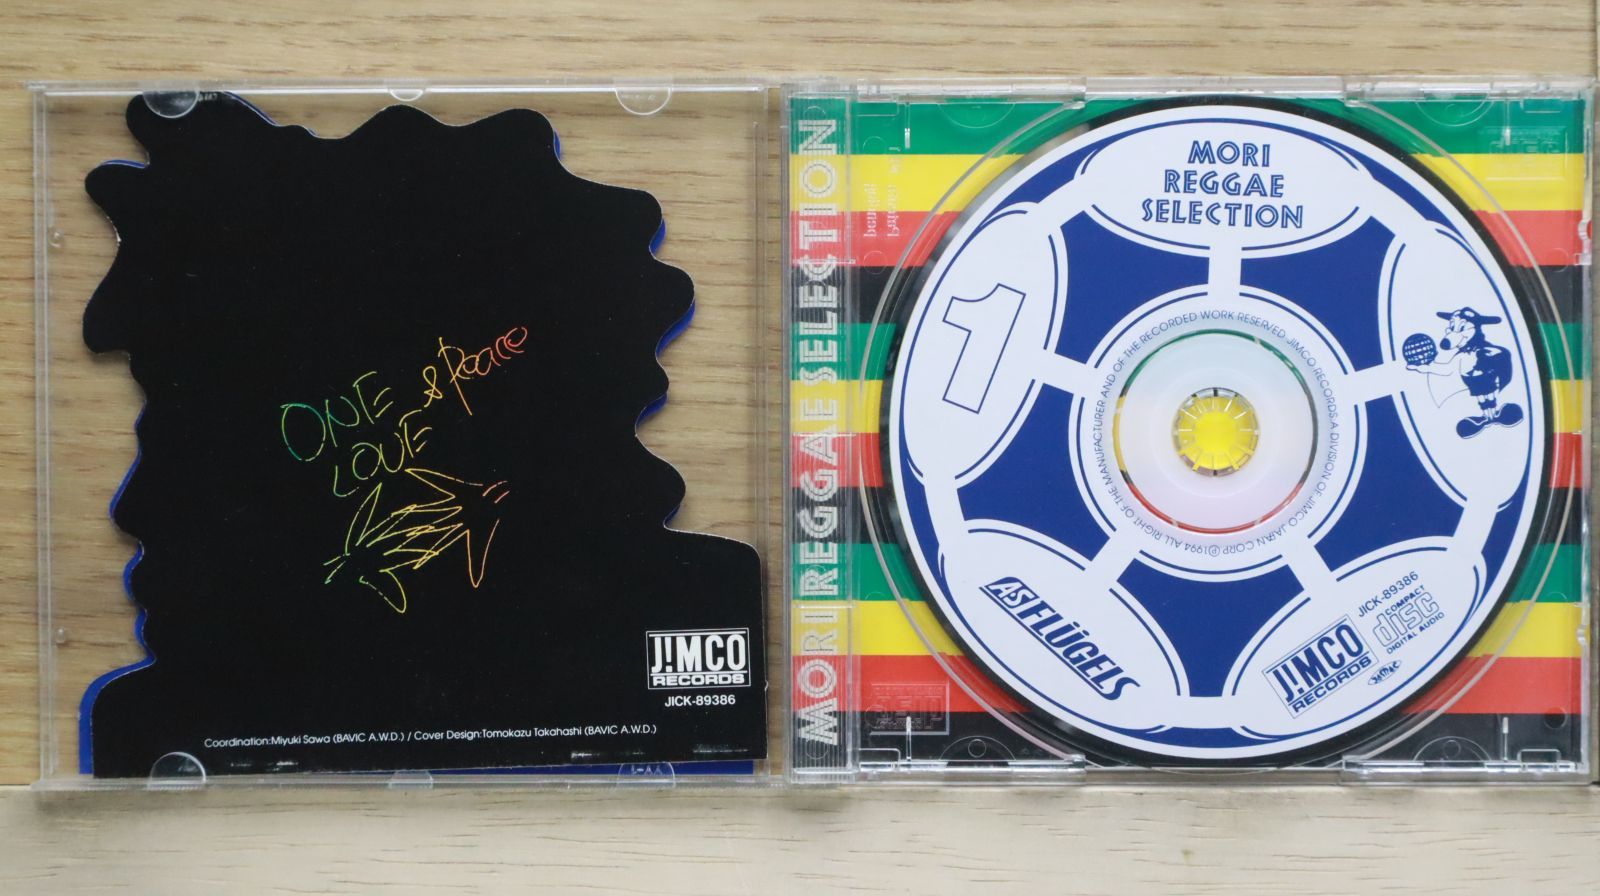 ONE
LOVE & Peace
J!MCO
RECORDS
JICK-89386
Coordination:Miyuki Sawa (BAVIC A.W.D.) / Cover Design:Tomokazu Takahashi (BAVIC A.W.D.)
MORI REGGAE SELECTION
MORI
REGGAE
SELECTION
1
ALL RIGHT OF THE MANUFACTURER AND OF THE RECORDED WORK RESERVED JIMCO RECORDS A DIVISION OF JIMCO JAPAN CORP ℗1994
AS FLÜGELS
J!MCO
RECORDS
JICK-89386
COMPACT
disc
DIGITAL AUDIO